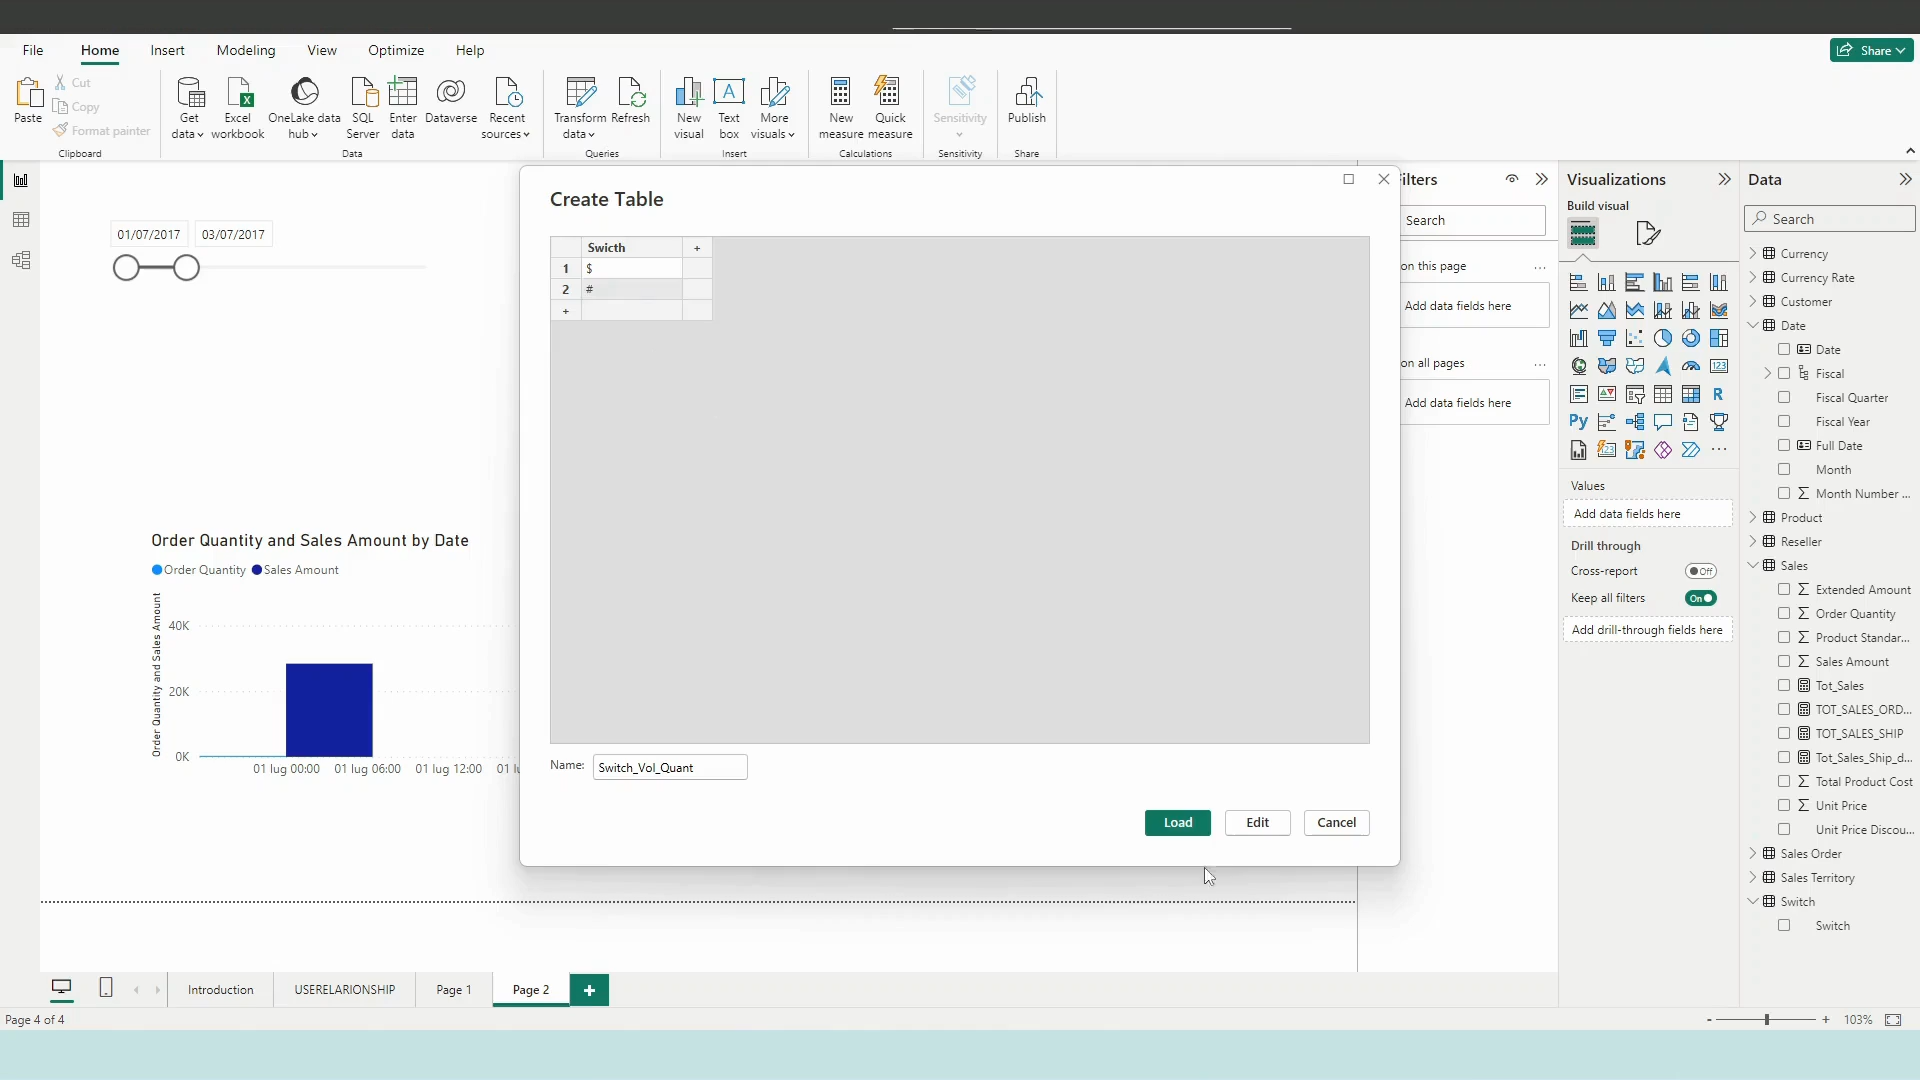 File Home Insert Modeling View Optimize Help Share
Paste Cut Copy Format painter
Get data Excel workbook OneLake data hub SQL Server Enter data Dataverse Recent sources
Transform data Refresh New visual Text box More visuals New measure Quick measure Sensitivity Publish
Clipboard Data Queries Insert Calculations Sensitivity Share
01/07/2017 03/07/2017
Order Quantity and Sales Amount by Date
Order Quantity Sales Amount
Order Quantity and Sales Amount
40K
20K
0K
01 lug 00:00 01 lug 06:00 01 lug 12:00 01 lu
Create Table
Swicth +
1 $
2 #
+
Name: Switch_Vol_Quant
Load Edit Cancel
ilters
Search
on this page ...
Add data fields here
on all pages ...
Add data fields here
Visualizations
Build visual
123
R
Py
123
...
Values
Add data fields here
Drill through
Cross-report Off
Keep all filters On
Add drill-through fields here
Data
Search
Currency
Currency Rate
Customer
Date
Date
Fiscal
Fiscal Quarter
Fiscal Year
Full Date
Month
Month Number ...
Product
Reseller
Sales
Extended Amount
Order Quantity
Product Standar...
Sales Amount
Tot_Sales
TOT_SALES_ORD...
TOT_SALES_SHIP
Tot_Sales_Ship_d...
Total Product Cost
Unit Price
Unit Price Discou...
Sales Order
Sales Territory
Switch
Switch
Introduction USERELARIONSHIP Page 1 Page 2 +
Page 4 of 4 - + 103%